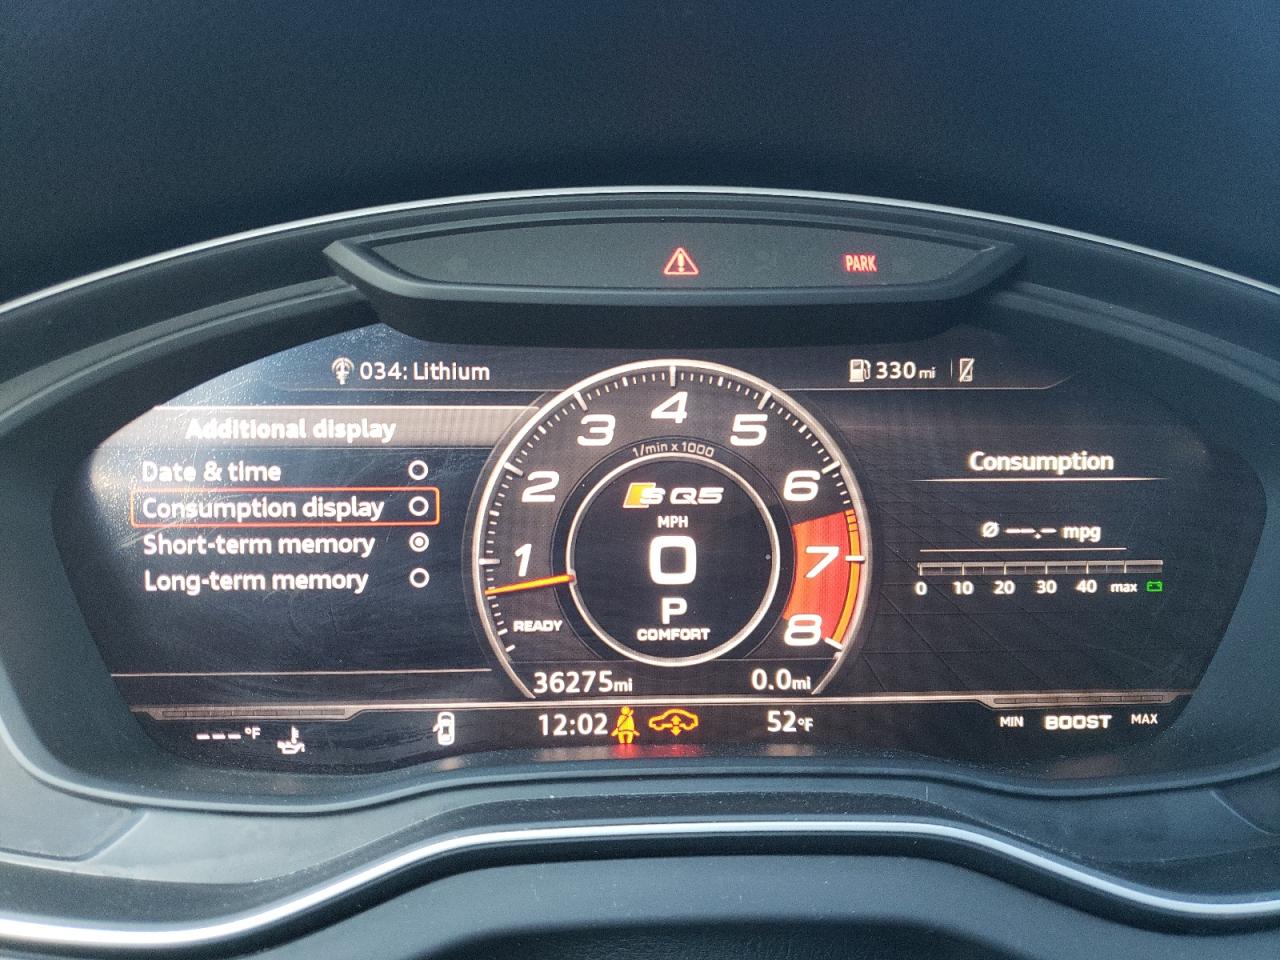 PARK
034: Lithium
330 mi
Additional display
Date & time
Consumption display
Short-term memory
Long-term memory
1 2 3 4 5 6 7 8
1/min x 1000
SQ5
MPH
0
P
COMFORT
READY
36275mi
0.0mi
Consumption
Ø --.- mpg
0 10 20 30 40 max
---°F
12:02
52°F
MIN BOOST MAX